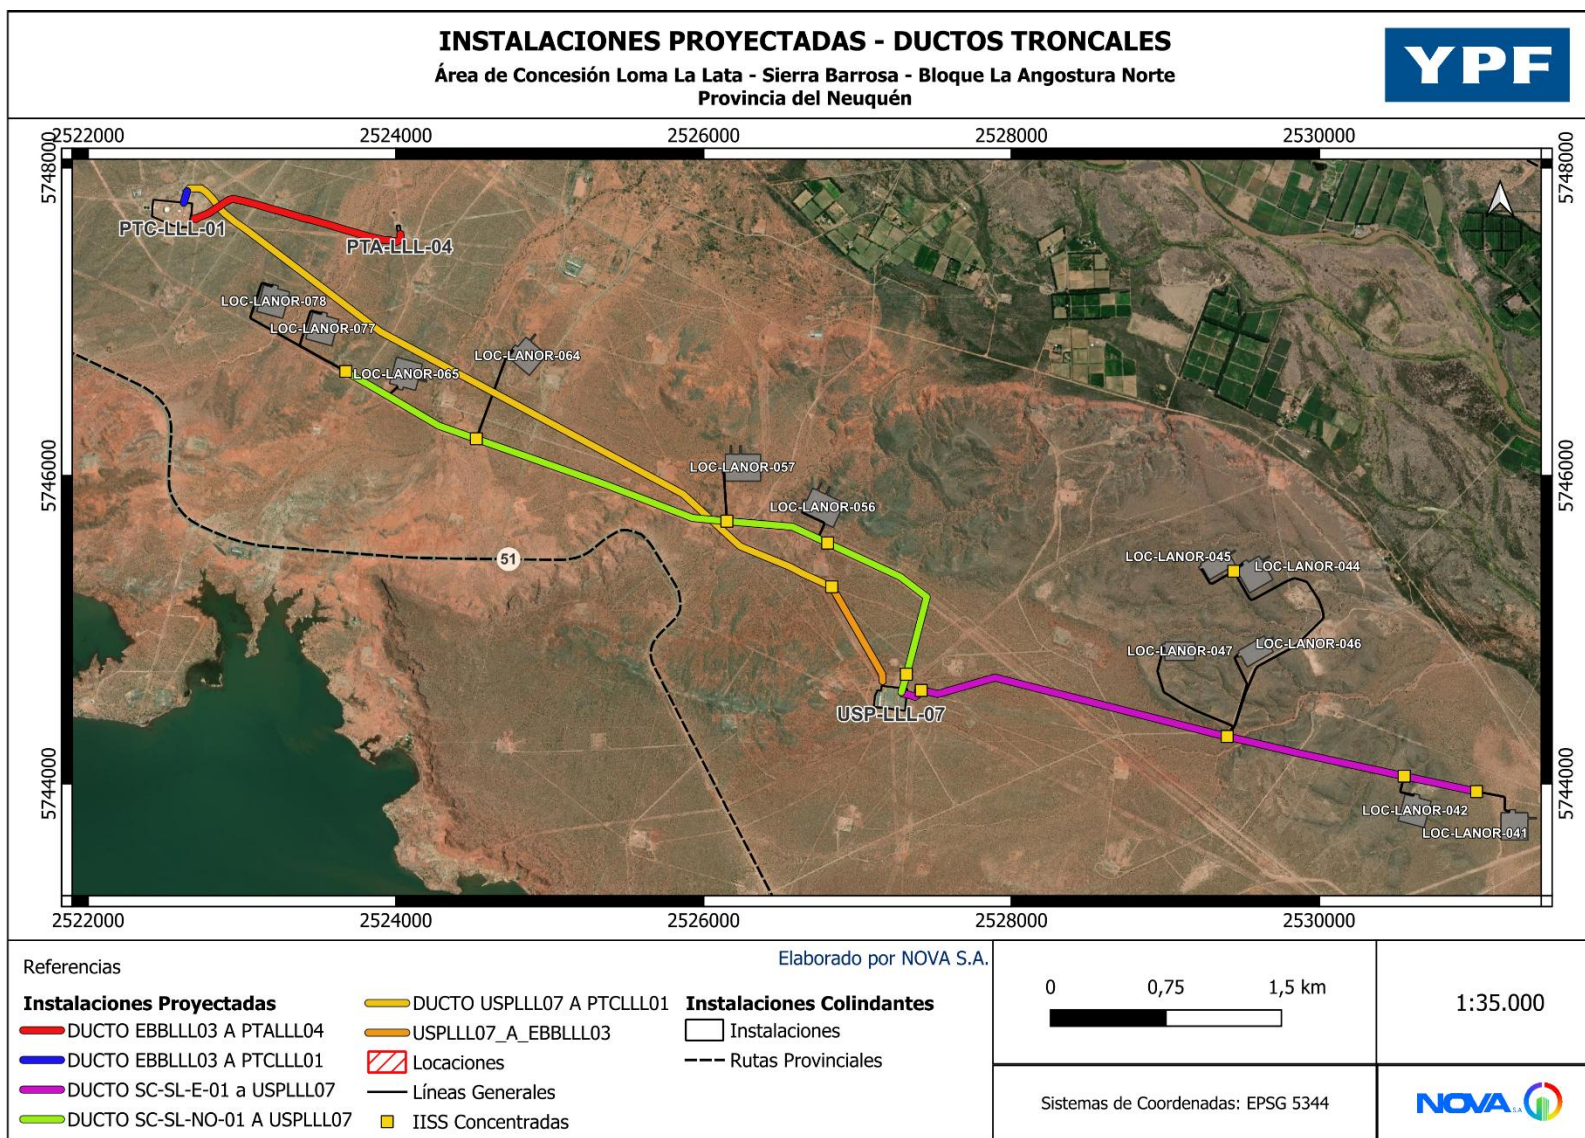 INSTALACIONES PROYECTADAS - DUCTOS TRONCALES
Área de Concesión Loma La Lata - Sierra Barrosa - Bloque La Angostura Norte
Provincia del Neuquén
YPF
2522000 2524000 2526000 2528000 2530000
5748000 5748000
PTC-LLL-01
PTA-LLL-04
LOC-LANOR-078
LOC-LANOR-077
LOC-LANOR-064
LOC-LANOR-065
5746000 5746000
LOC-LANOR-057
LOC-LANOR-056
51
LOC-LANOR-045
LOC-LANOR-044
LOC-LANOR-046
LOC-LANOR-047
USP-LLL-07
5744000 5744000
LOC-LANOR-042
LOC-LANOR-041
2522000 2524000 2526000 2528000 2530000
Elaborado por NOVA S.A.
Referencias
Instalaciones Proyectadas
DUCTO EBBLLL03 A PTALLL04
DUCTO EBBLLL03 A PTCLLL01
DUCTO SC-SL-E-01 a USPLLL07
DUCTO SC-SL-NO-01 A USPLLL07
DUCTO USPLLL07 A PTCLLL01
USPLLL07_A_EBBLLL03
Locaciones
Líneas Generales
IISS Concentradas
Instalaciones Colindantes
Instalaciones
Rutas Provinciales
0 0,75 1,5 km
1:35.000
Sistemas de Coordenadas: EPSG 5344
NOVA S.A